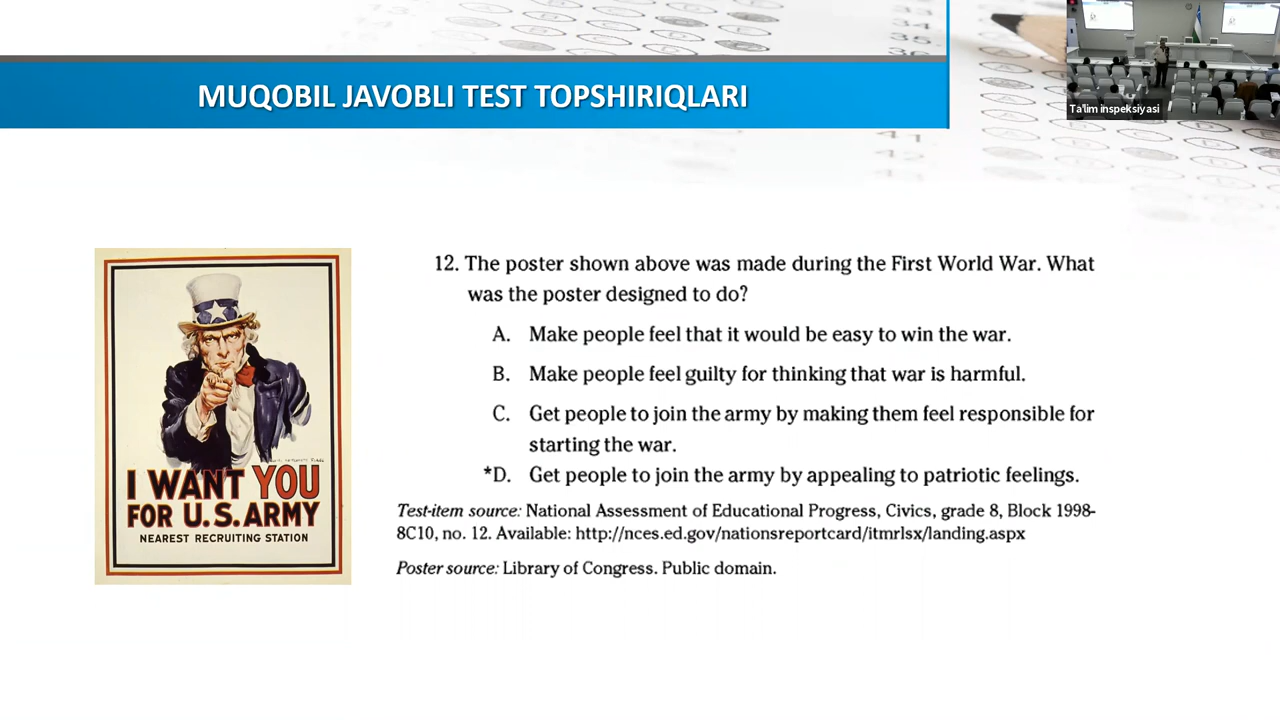 MUQOBIL JAVOBLI TEST TOPSHIRIQLARI
Ta'lim inspeksiyasi
12. The poster shown above was made during the First World War. What
was the poster designed to do?
A. Make people feel that it would be easy to win the war.
B. Make people feel guilty for thinking that war is harmful.
C. Get people to join the army by making them feel responsible for
starting the war.
*D. Get people to join the army by appealing to patriotic feelings.
Test-item source: National Assessment of Educational Progress, Civics, grade 8, Block 1998-
8C10, no. 12. Available: http://nces.ed.gov/nationsreportcard/itmrlsx/landing.aspx
Poster source: Library of Congress. Public domain.
I WANT YOU
FOR U.S. ARMY
NEAREST RECRUITING STATION